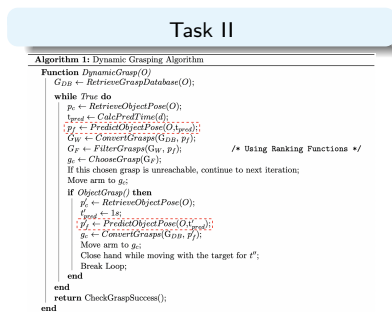 Task II
Algorithm 1: Dynamic Grasping Algorithm
Function DynamicGrasp(O)
G_DB ← RetrieveGraspDatabase(O);
while True do
p_c ← RetrieveObjectPose(O);
t_pred ← CalcPredTime(d);
p_f ← PredictObjectPose(O,t_pred);
G_W ← ConvertGrasps(G_DB, p_f);
G_F ← FilterGrasps(G_W, p_f); /* Using Ranking Functions */
g_c ← ChooseGrasp(G_F);
If this chosen grasp is unreachable, continue to next iteration;
Move arm to g_c;
if ObjectGrasp() then
p'_c ← RetrieveObjectPose(O);
t'_pred ← 1s;
p'_f ← PredictObjectPose(O,t'_pred);
g_c ← ConvertGrasps(G_DB, p'_f);
Move arm to g_c;
Close hand while moving with the target for t'';
Break Loop;
end
end
return CheckGraspSuccess();
end